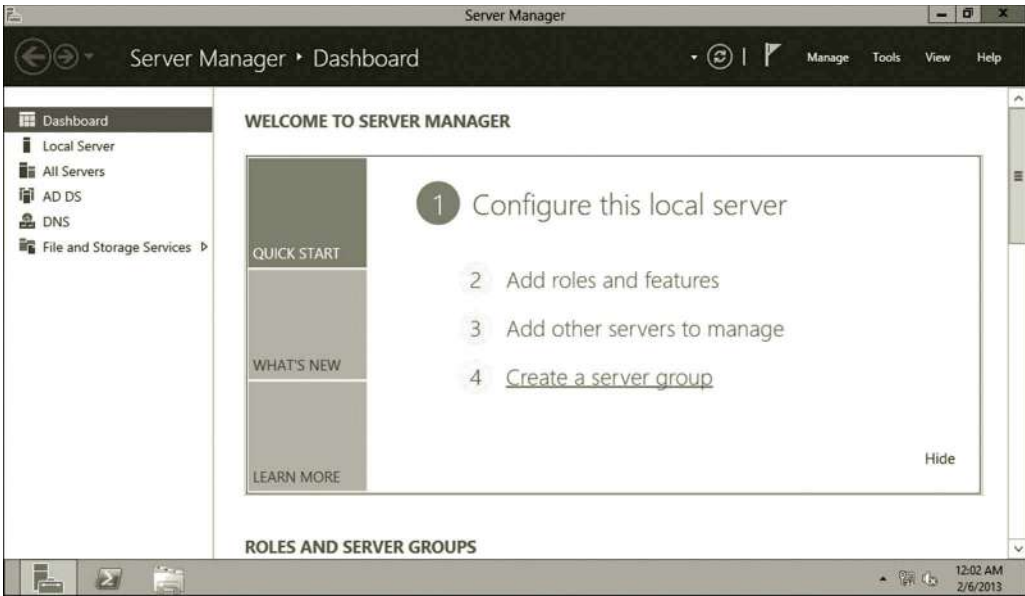 Server Manager
Server Manager ‣ Dashboard
Manage Tools View Help
Dashboard
Local Server
All Servers
AD DS
DNS
File and Storage Services
WELCOME TO SERVER MANAGER
QUICK START
WHAT'S NEW
LEARN MORE
1 Configure this local server
2 Add roles and features
3 Add other servers to manage
4 Create a server group
Hide
ROLES AND SERVER GROUPS
12:02 AM
2/6/2013